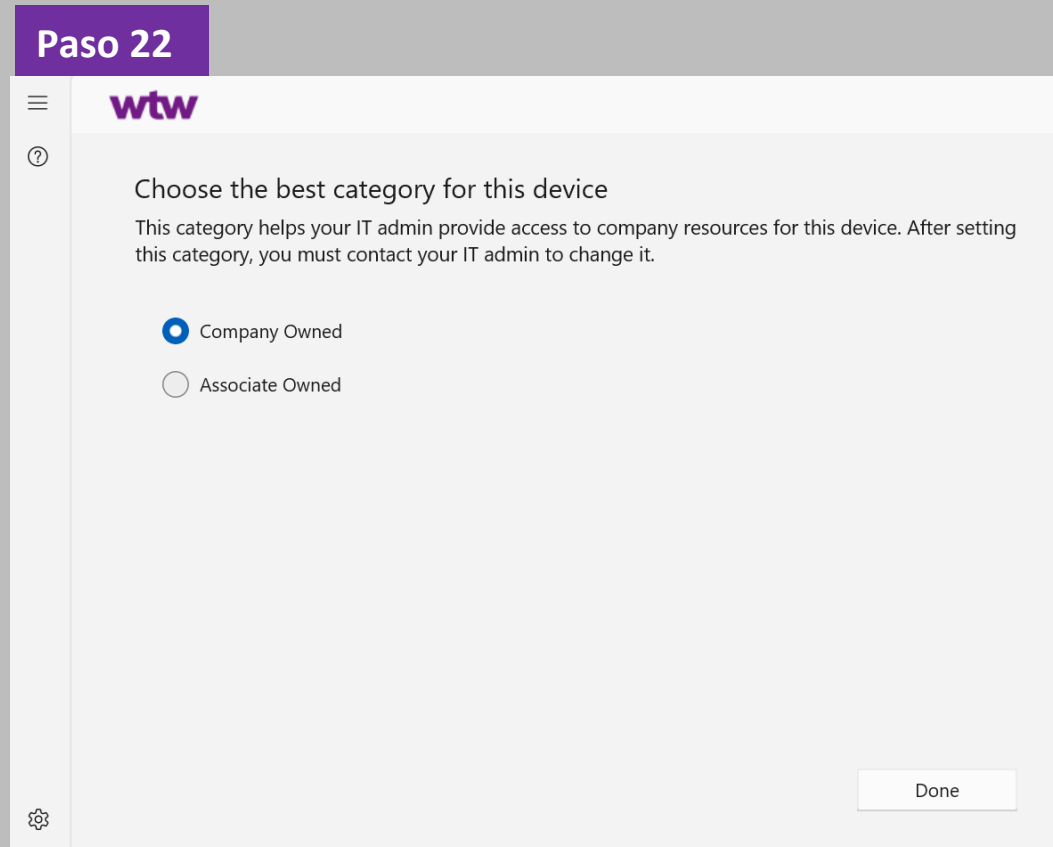 Paso 22
wtw
Choose the best category for this device
This category helps your IT admin provide access to company resources for this device. After setting
this category, you must contact your IT admin to change it.
Company Owned
Associate Owned
Done